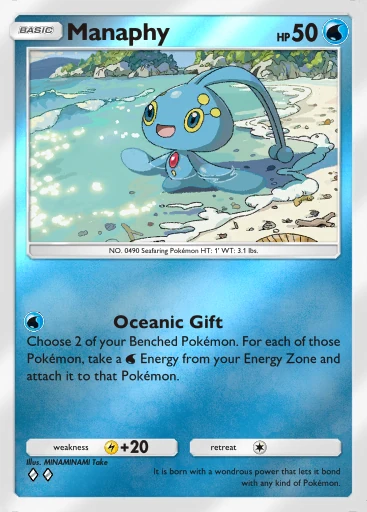 BASIC Manaphy HP 50
NO. 0490 Seafaring Pokémon HT: 1' WT: 3.1 lbs.
Oceanic Gift
Choose 2 of your Benched Pokémon. For each of those
Pokémon, take a Energy from your Energy Zone and
attach it to that Pokémon.
weakness +20 retreat
Illus. MINAMINAMI Take
It is born with a wondrous power that lets it bond
with any kind of Pokémon.